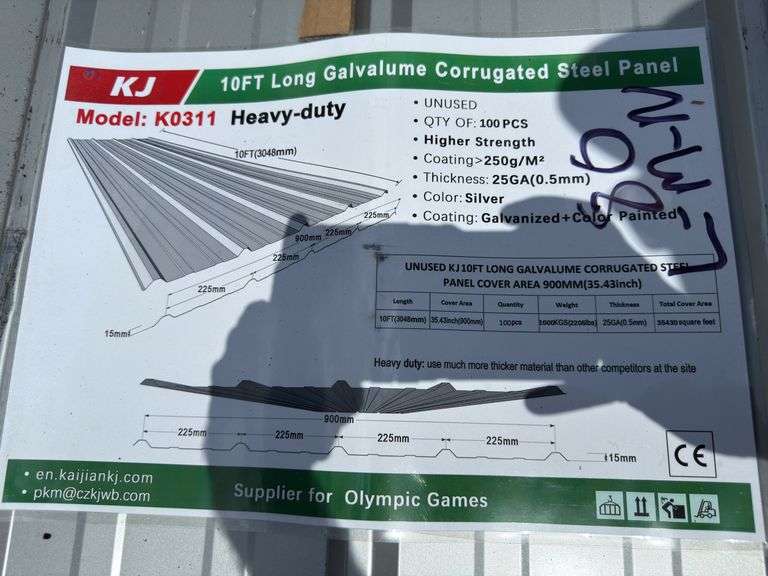 KJ
10FT Long Galvalume Corrugated Steel Panel
Model: K0311 Heavy-duty
• UNUSED
• QTY OF: 100 PCS
• Higher Strength
• Coating>250g/M²
• Thickness: 25GA(0.5mm)
• Color: Silver
• Coating: Galvanized+Color Painted
10FT(3048mm)
225mm
225mm
900mm
225mm
225mm
15mm
UNUSED KJ 10FT LONG GALVALUME CORRUGATED STEEL
PANEL COVER AREA 900MM(35.43inch)
Length Cover Area Quantity Weight Thickness Total Cover Area
10FT(3048mm) 35.43inch(900mm) 100pcs 1000KGS(2206lbs) 25GA(0.5mm) square feet
Heavy duty: use much more thicker material than other competitors at the site
900mm
225mm 225mm 225mm 225mm
15mm
CE
• en.kaijiankj.com
• pkm@czkjwb.com
Supplier for Olympic Games